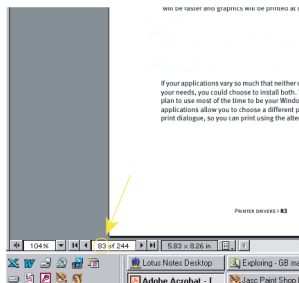 will be faster and graphics will be printed at
If your applications vary so much that neither
your needs, you could choose to install both.
plan to use most of the time to be your Windo
applications allow you to choose a different p
print dialogue, so you can print using the alte
PRINTER DRIVERS > 83
104%
83 of 244
5.83 x 8.26 in
Lotus Notes Desktop
Exploring - GB ma
Adobe Acrobat - [
Jasc Paint Shop